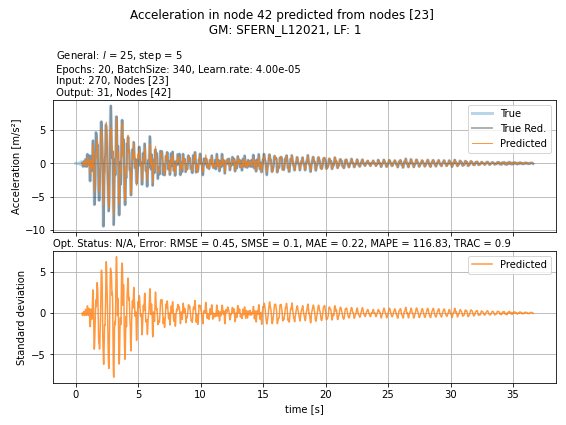 Acceleration in node 42 predicted from nodes [23]
GM: SFERN_L12021, LF: 1
General: l = 25, step = 5
Epochs: 20, BatchSize: 340, Learn.rate: 4.00e-05
Input: 270, Nodes [23]
Output: 31, Nodes [42]
Acceleration [m/s²]
5
0
−5
−10
True
True Red.
Predicted
Opt. Status: N/A, Error: RMSE = 0.45, SMSE = 0.1, MAE = 0.22, MAPE = 116.83, TRAC = 0.9
Standard deviation
5
0
−5
Predicted
0 5 10 15 20 25 30 35
time [s]